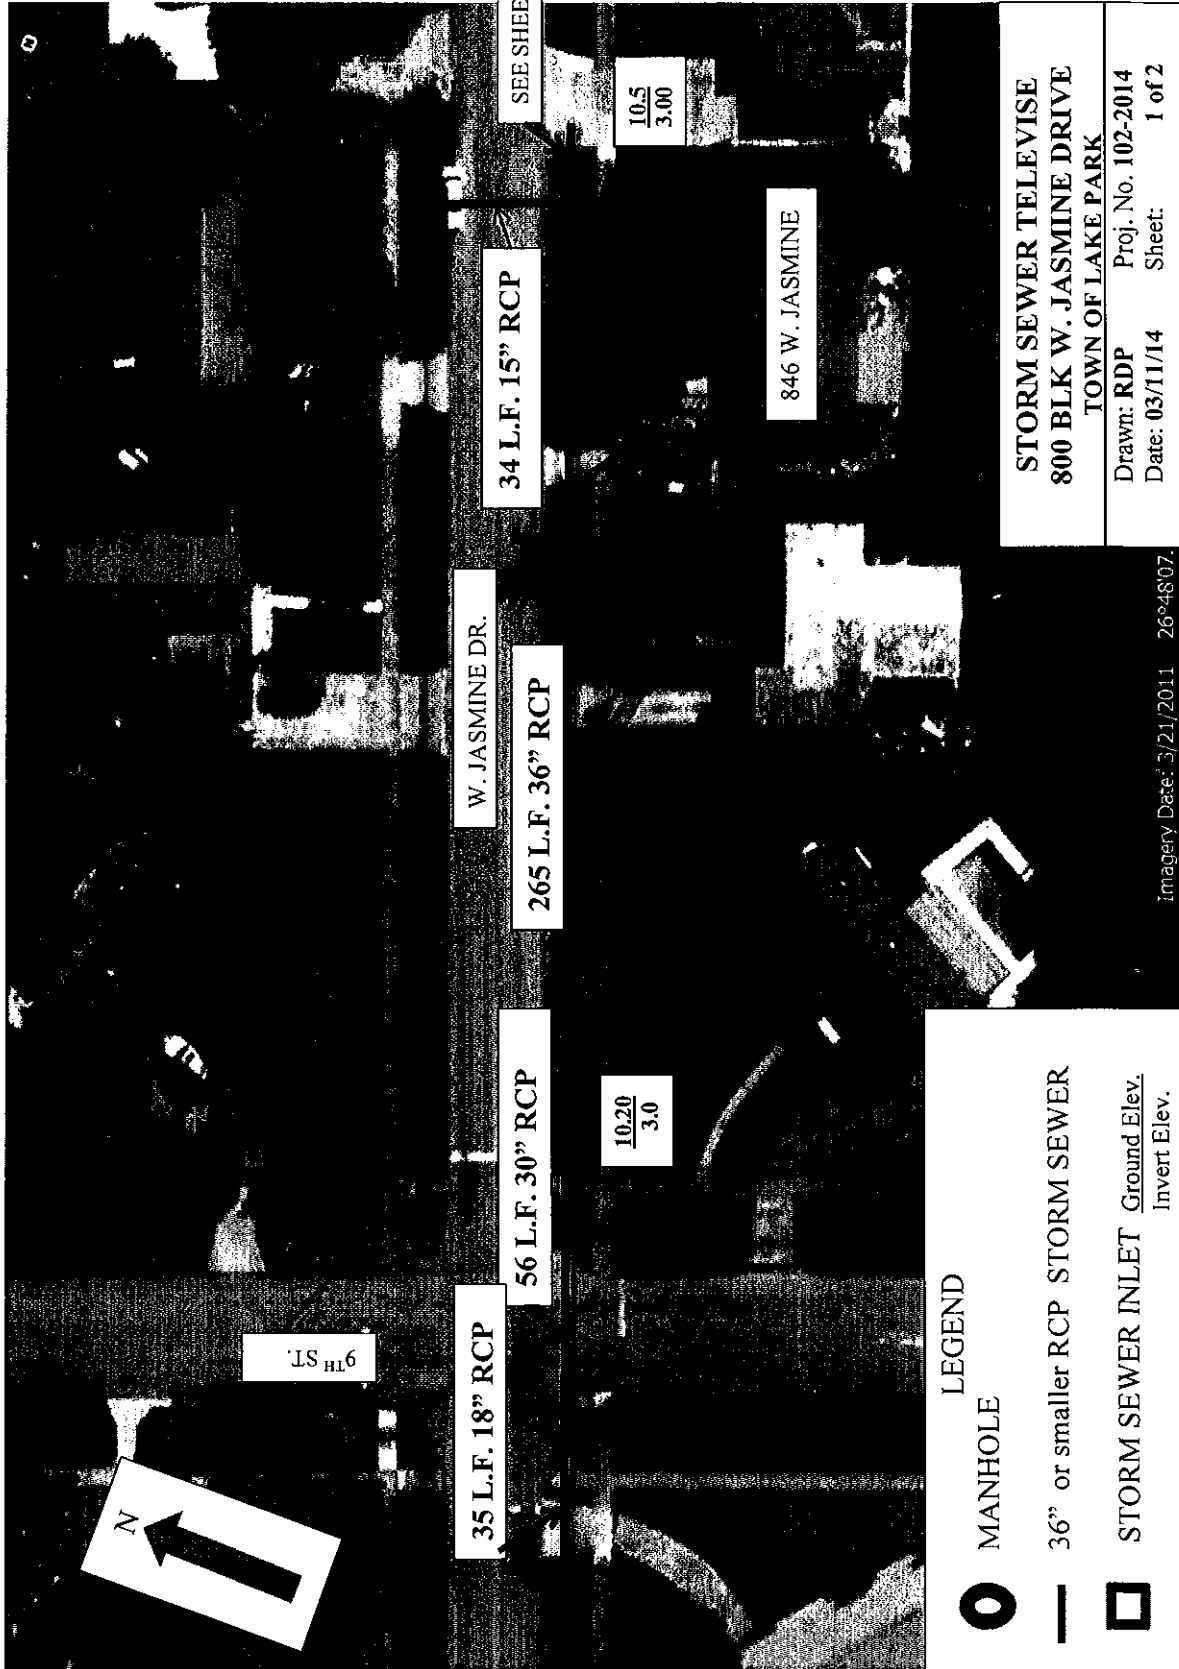 N
9TH ST.
35 L.F. 18” RCP
56 L.F. 30” RCP
10.20
3.0
W. JASMINE DR.
265 L.F. 36” RCP
34 L.F. 15” RCP
SEE SHEE
10.5
3.00
846 W. JASMINE
LEGEND
MANHOLE
36” or smaller RCP STORM SEWER
STORM SEWER INLET Ground Elev.
Invert Elev.
Imagery Date: 3/21/2011 26°48'07.
STORM SEWER TELEVISE
800 BLK W. JASMINE DRIVE
TOWN OF LAKE PARK
Drawn: RDP Proj. No. 102-2014
Date: 03/11/14 Sheet: 1 of 2